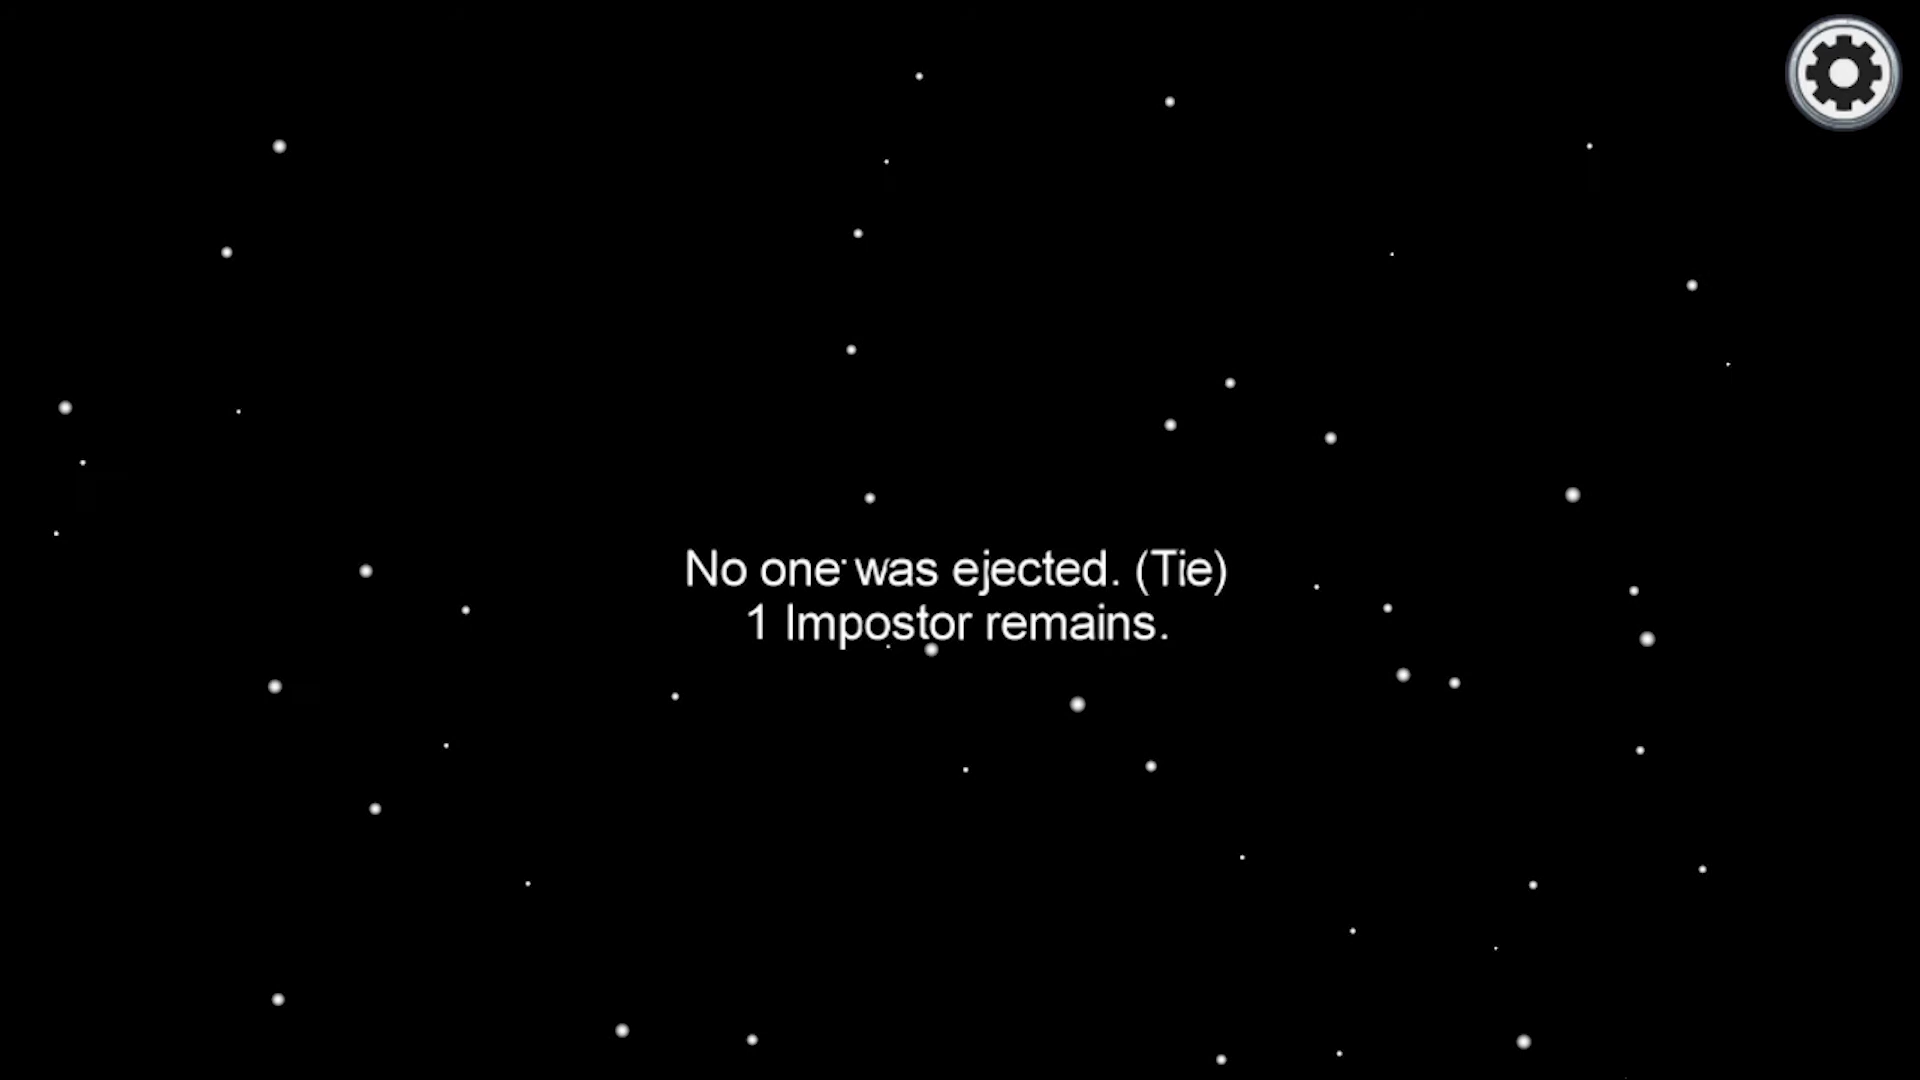 No one was ejected. (Tie)
1 Impostor remains.